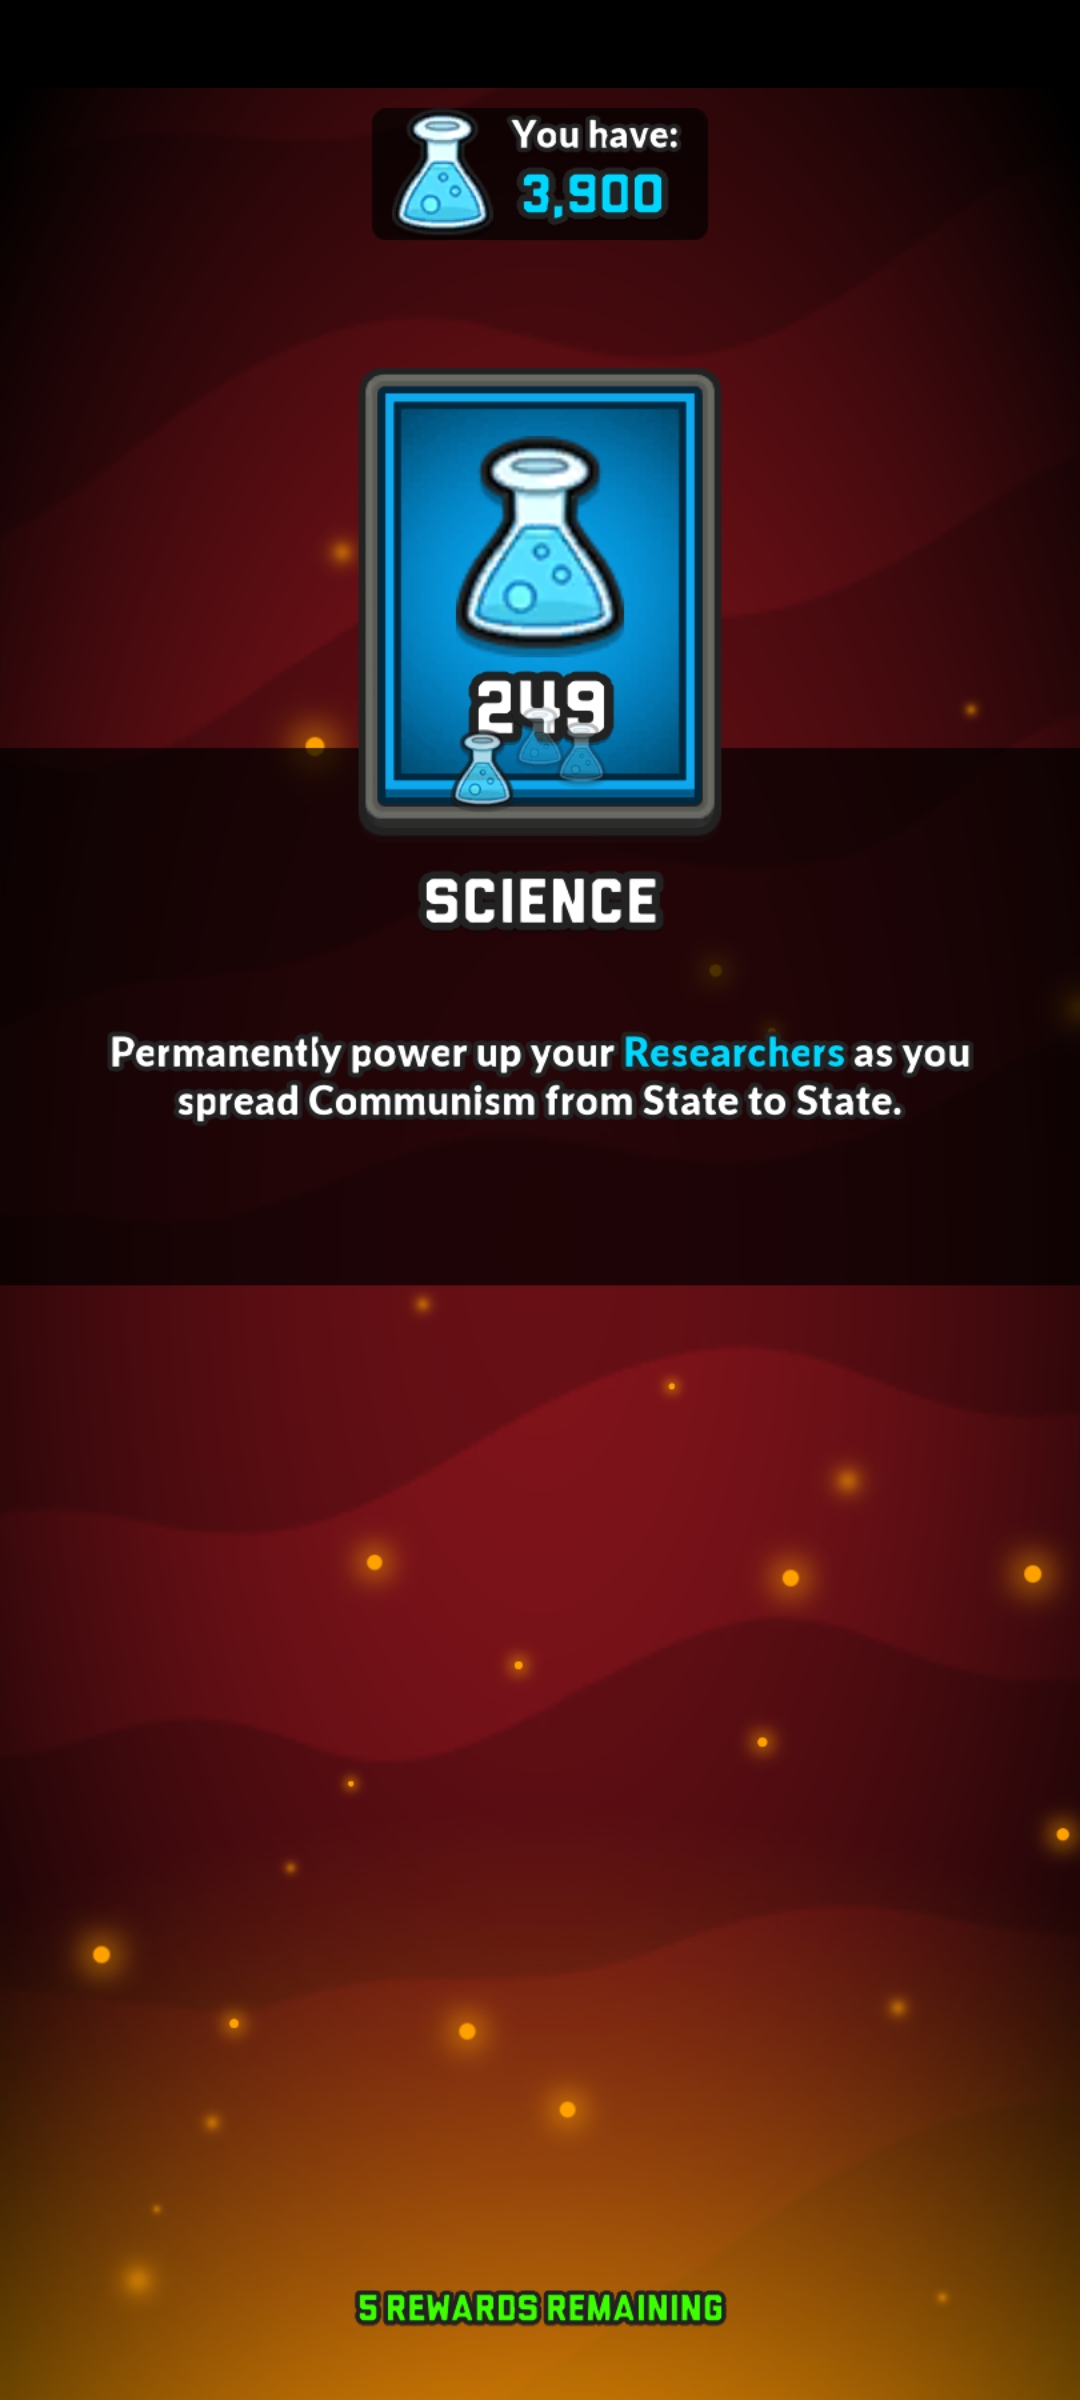 You have:
3,900
249
SCIENCE
Permanently power up your Researchers as you
spread Communism from State to State.
5 REWARDS REMAINING